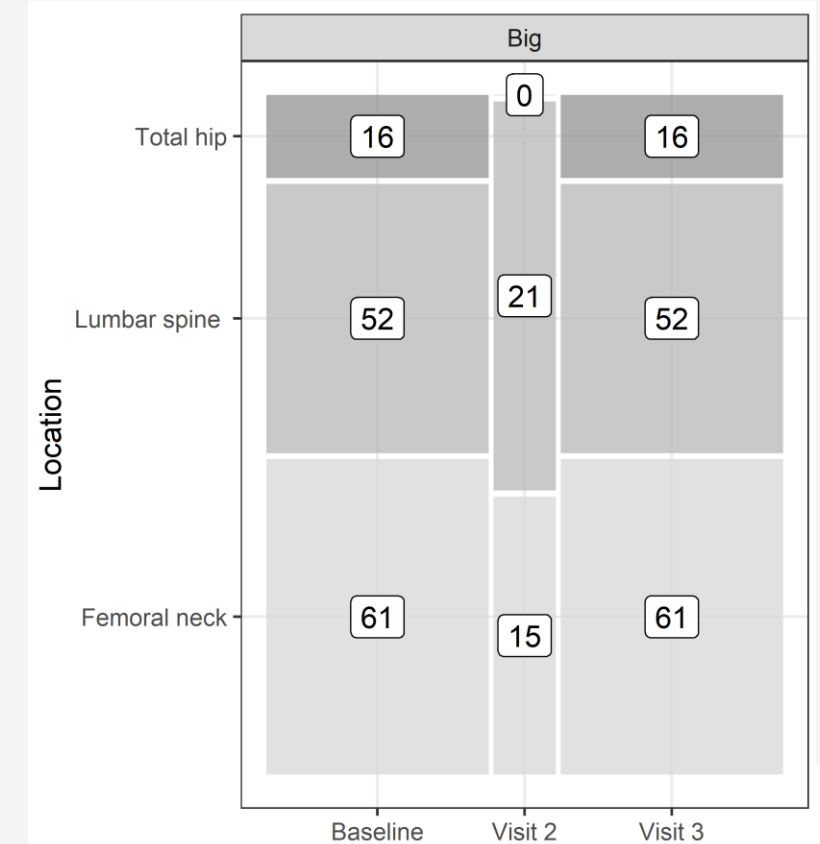 Big
0
Total hip
16
16
21
Lumbar spine
52
52
Location
Femoral neck
61
61
15
Baseline
Visit 2
Visit 3